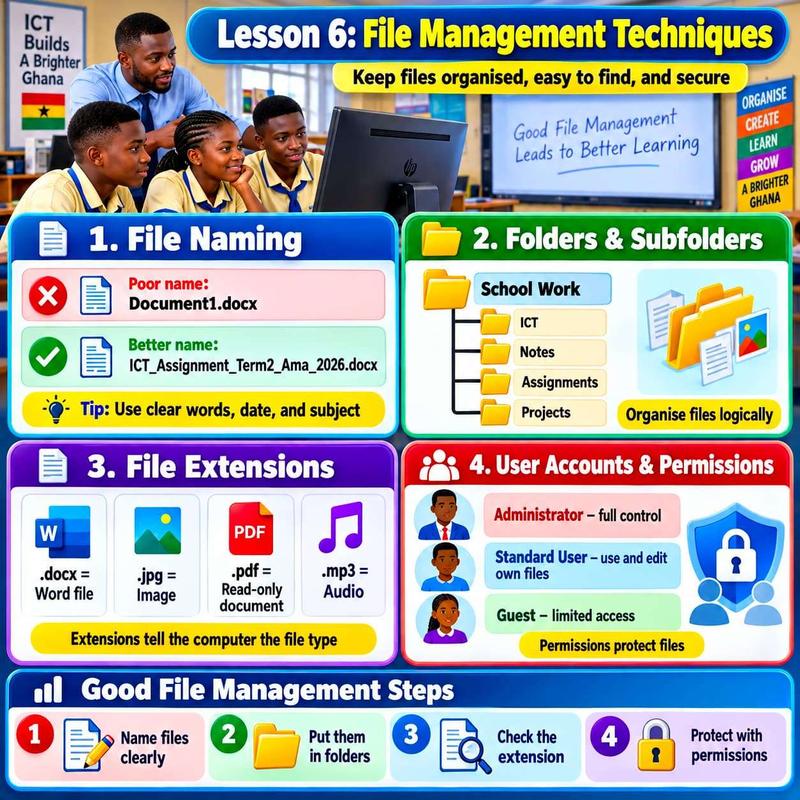 ICT
Builds
A Brighter
Ghana
Lesson 6: File Management Techniques
Keep files organised, easy to find, and secure
Good File Management
Leads to Better Learning
ORGANISE
CREATE
LEARN
GROW
A BRIGHTER
GHANA
hp
1. File Naming
Poor name:
Document1.docx
Better name:
ICT_Assignment_Term2_Ama_2026.docx
Tip: Use clear words, date, and subject
2. Folders & Subfolders
School Work
ICT
Notes
Assignments
Projects
Organise files logically
3. File Extensions
W
.docx =
Word file
.jpg =
Image
PDF
.pdf =
Read-only
document
.mp3 =
Audio
Extensions tell the computer the file type
4. User Accounts & Permissions
Administrator – full control
Standard User – use and edit
own files
Guest – limited access
Permissions protect files
Good File Management Steps
1
Name files
clearly
2
Put them
in folders
3
Check the
extension
4
Protect with
permissions